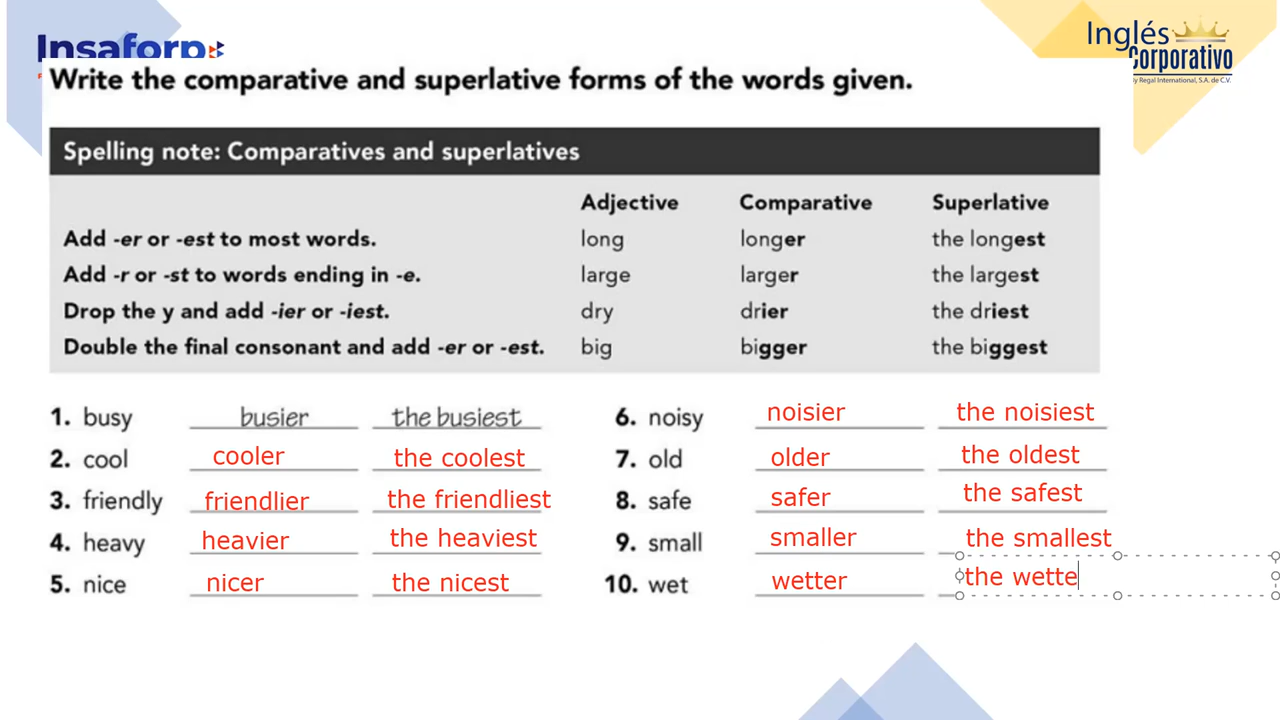 Insaforp
Inglés
Corporativo
by Regal International, S.A. de C.V.
Write the comparative and superlative forms of the words given.
Spelling note: Comparatives and superlatives
Adjective Comparative Superlative
Add -er or -est to most words. long longer the longest
Add -r or -st to words ending in -e. large larger the largest
Drop the y and add -ier or -iest. dry drier the driest
Double the final consonant and add -er or -est. big bigger the biggest
1. busy busier the busiest
2. cool cooler the coolest
3. friendly friendlier the friendliest
4. heavy heavier the heaviest
5. nice nicer the nicest
6. noisy noisier the noisiest
7. old older the oldest
8. safe safer the safest
9. small smaller the smallest
10. wet wetter the wette